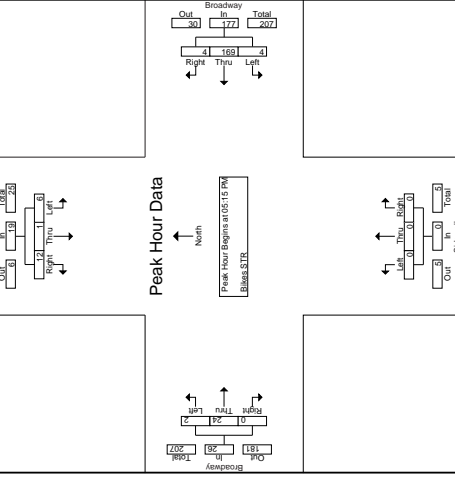 Broadway
Out In Total
30 177 207
4 169 4
Right Thru Left
Total
25
In
19
Out
6
Left
6
Thru
1
Right
12
Peak Hour Data
North
Peak Hour Begins at 05:15 PM
Bikes STR
Right
0
Thru
0
Left
0
Total
5
In
0
Out
5
Left Thru Right
2 24 0
Total In Out
207 26 181
Broadway